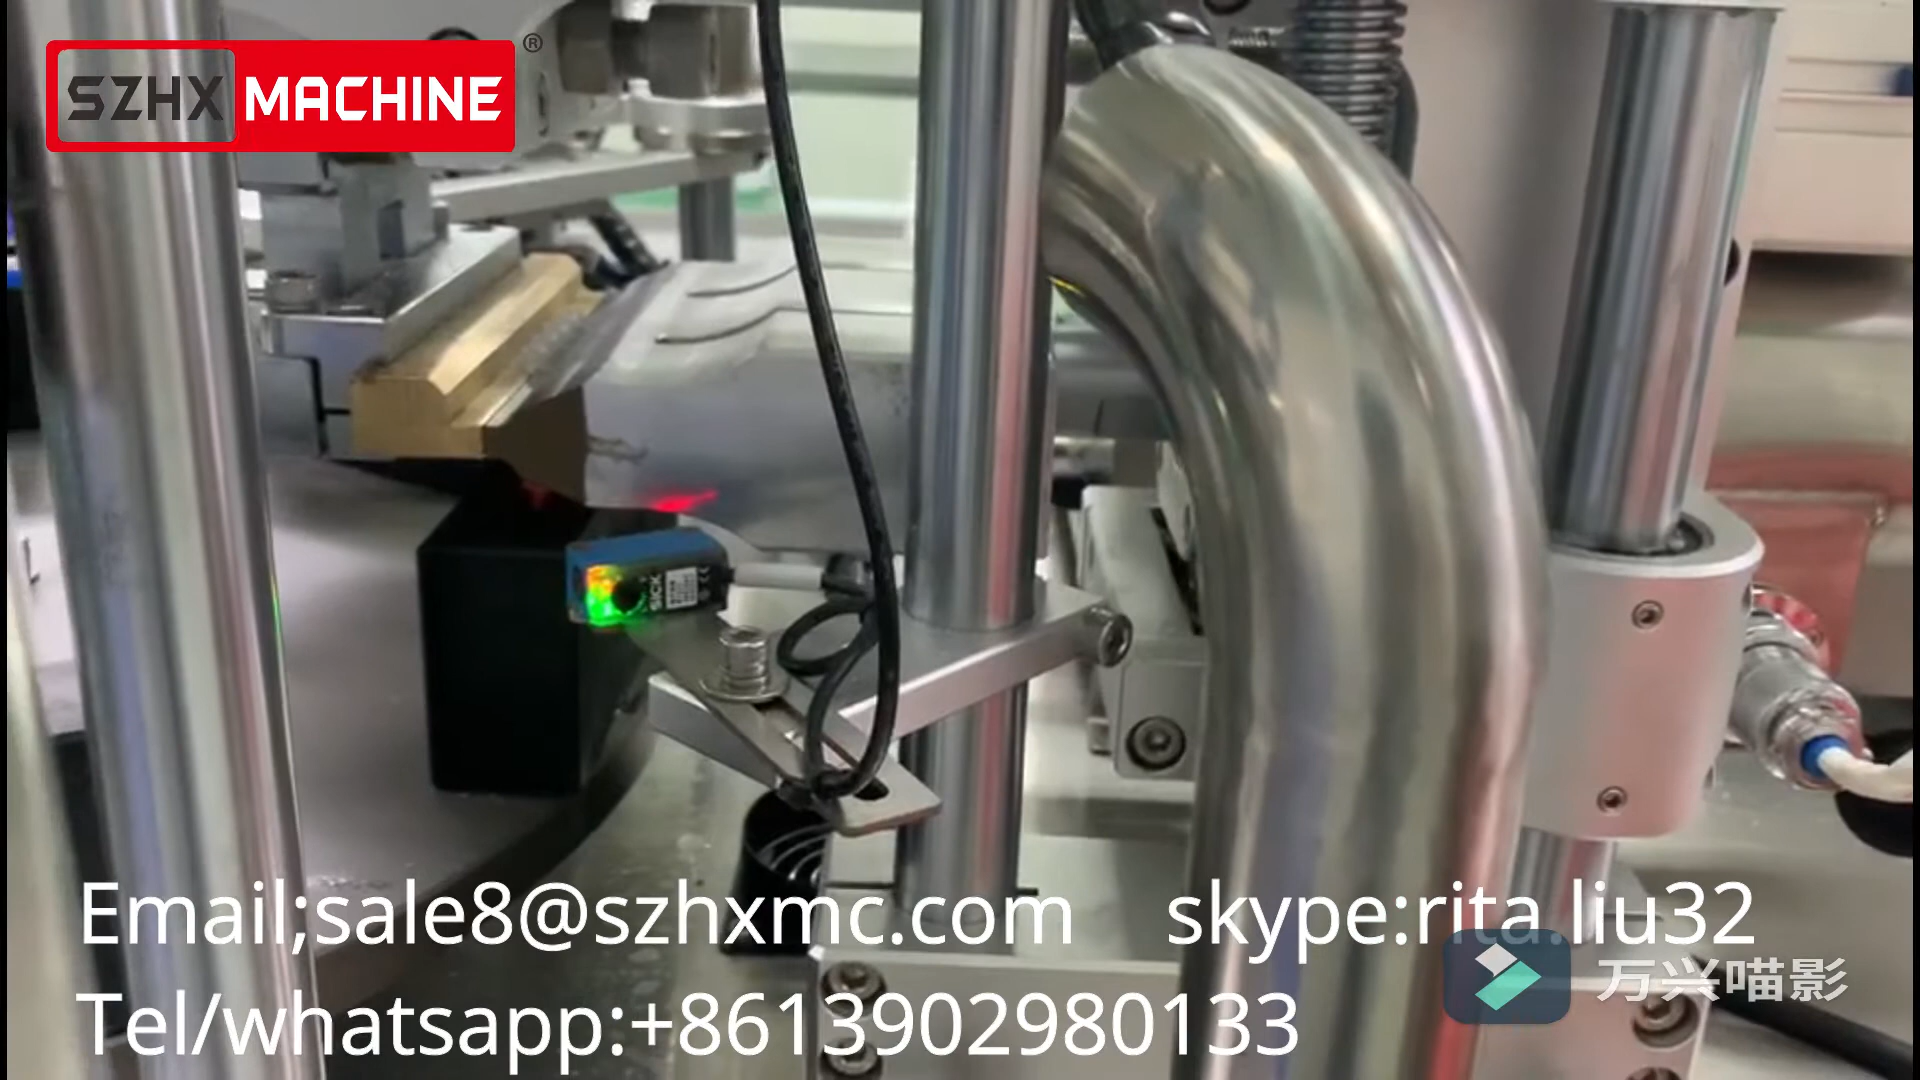 SZHX MACHINE ®
SICK
Email;sale8@szhxmc.com skype:rita.liu32
万兴喵影
Tel/whatsapp:+8613902980133